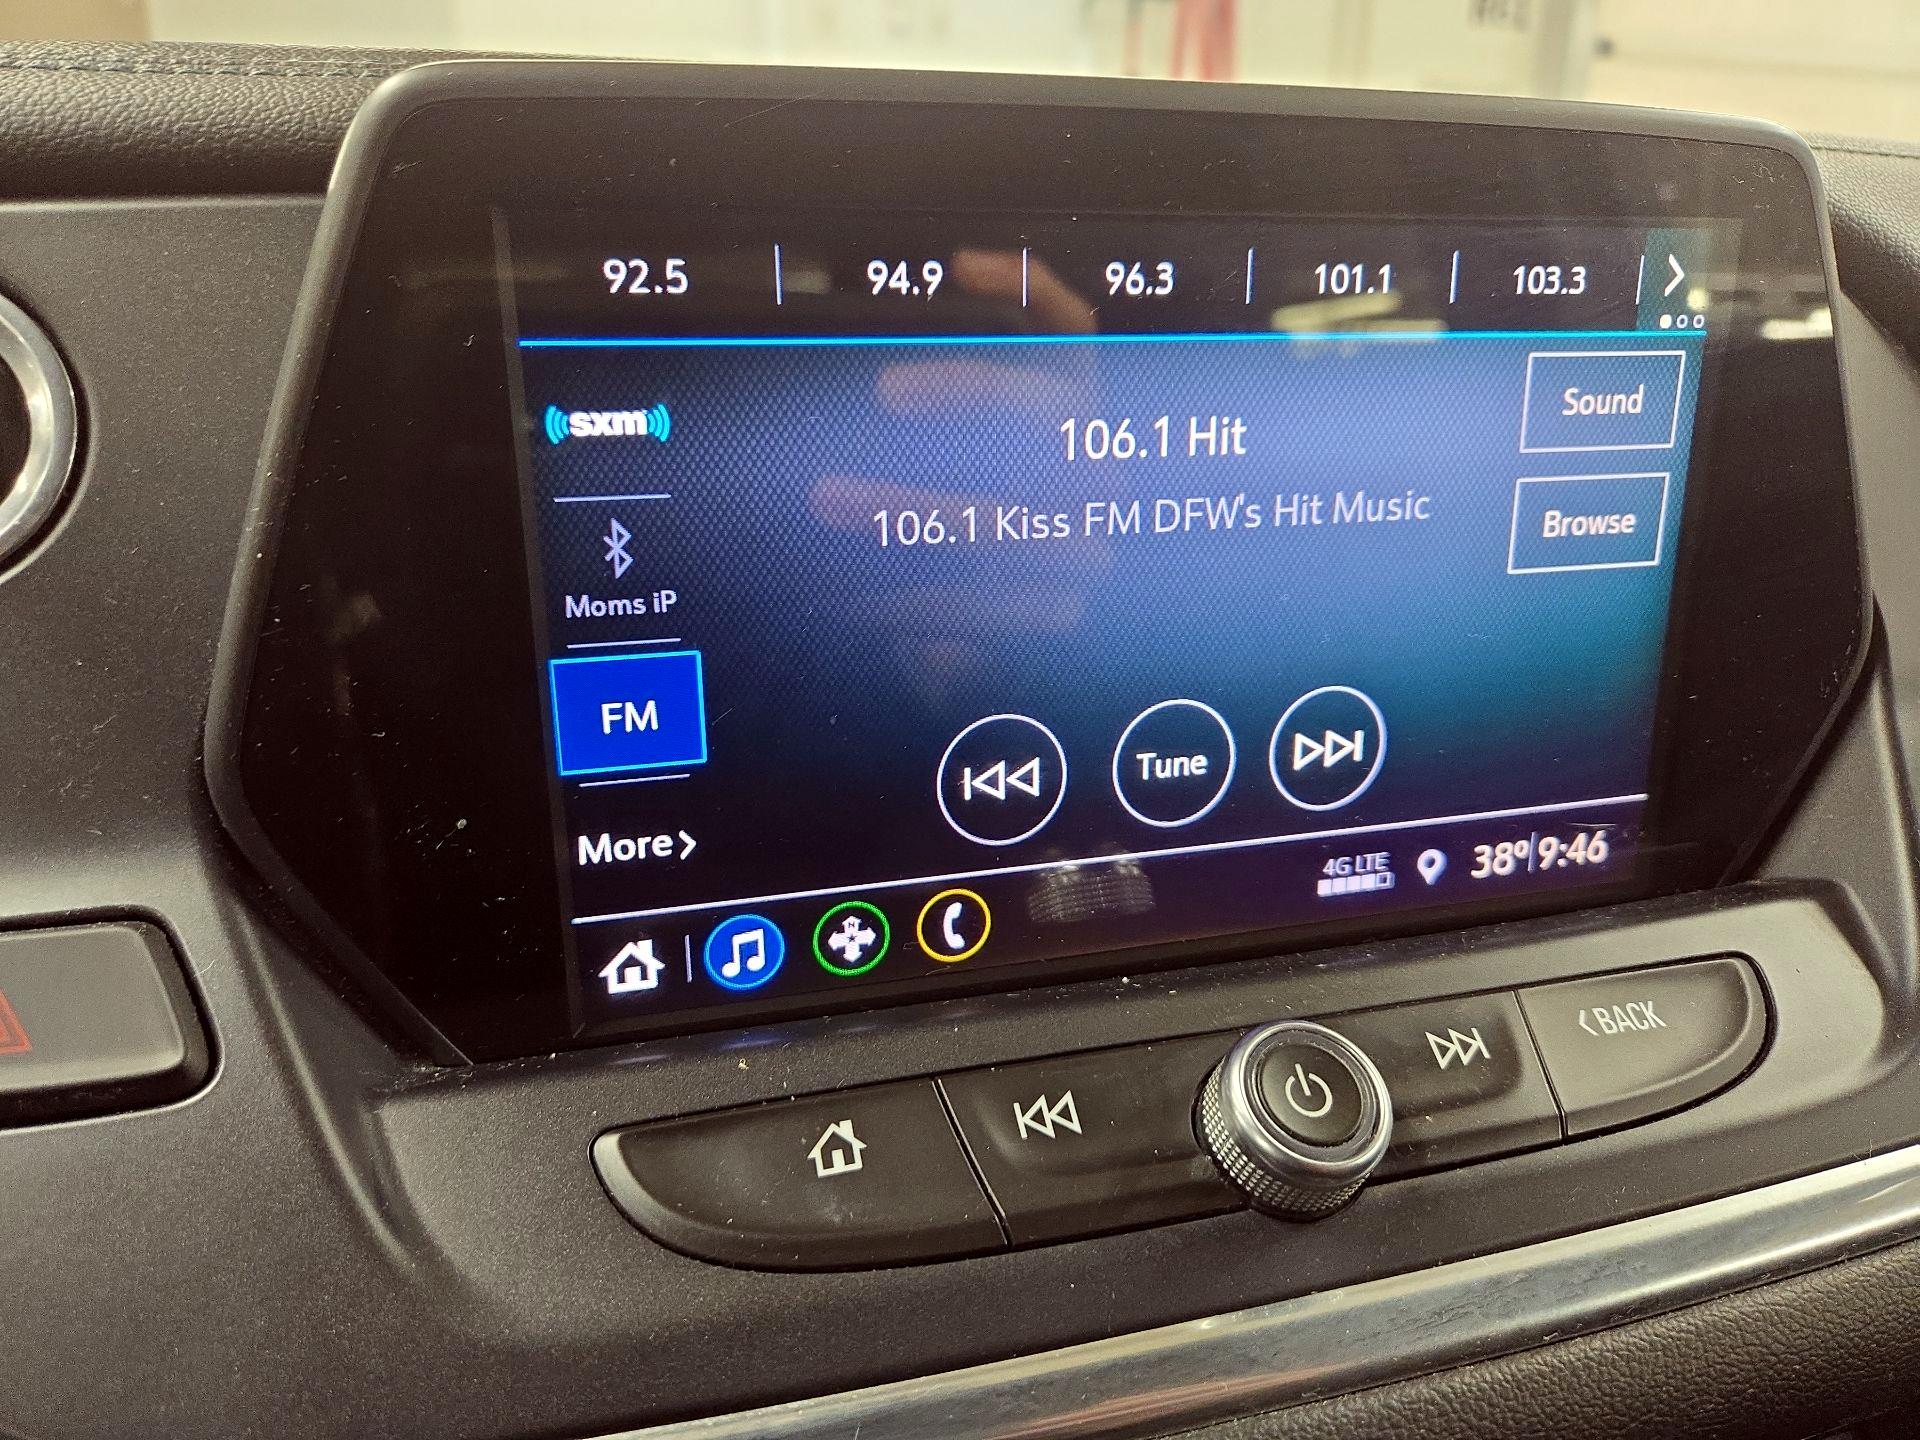 92.5 94.9 96.3 101.1 103.3
sxm
Sound
106.1 Hit
106.1 Kiss FM DFW's Hit Music
Browse
Moms iP
FM
Tune
More
4G LTE
38° 9:46
N
BACK